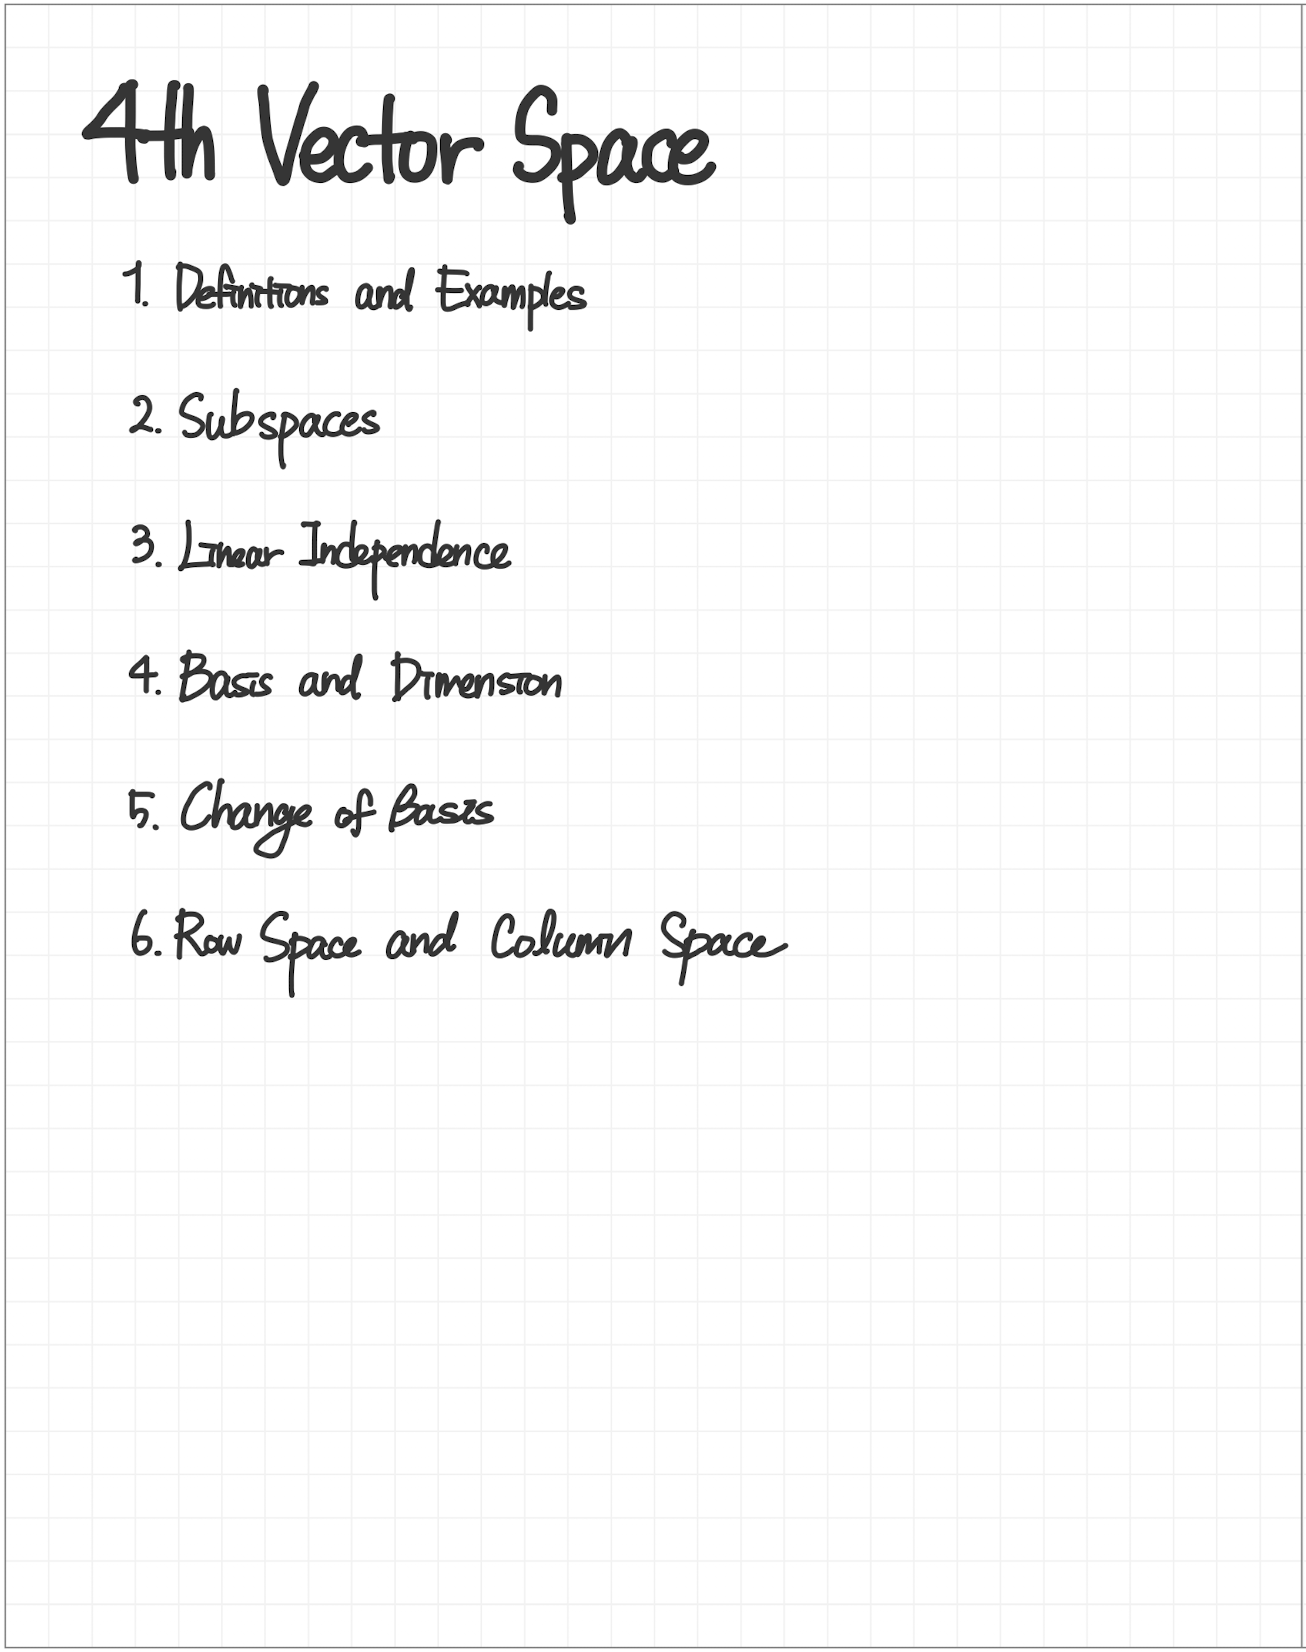 4th Vector Space
1. Definitions and Examples
2. Subspaces
3. Linear Independence
4. Basis and Dimension
5. Change of Basis
6. Row Space and Column Space